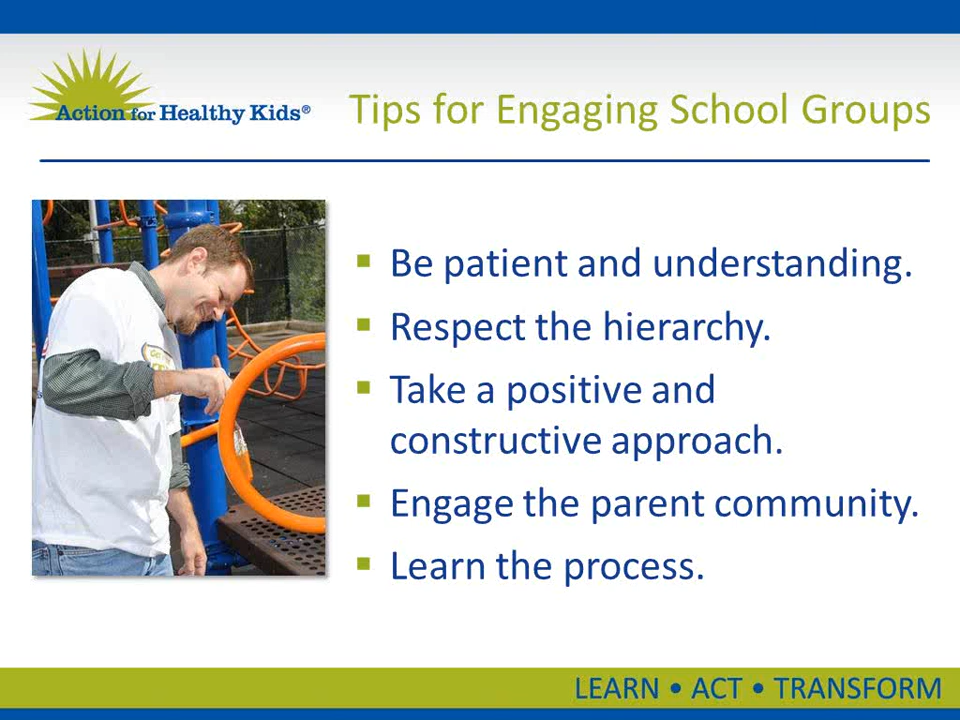 Action for Healthy Kids®
Tips for Engaging School Groups
▪ Be patient and understanding.
▪ Respect the hierarchy.
▪ Take a positive and
constructive approach.
▪ Engage the parent community.
▪ Learn the process.
LEARN • ACT • TRANSFORM